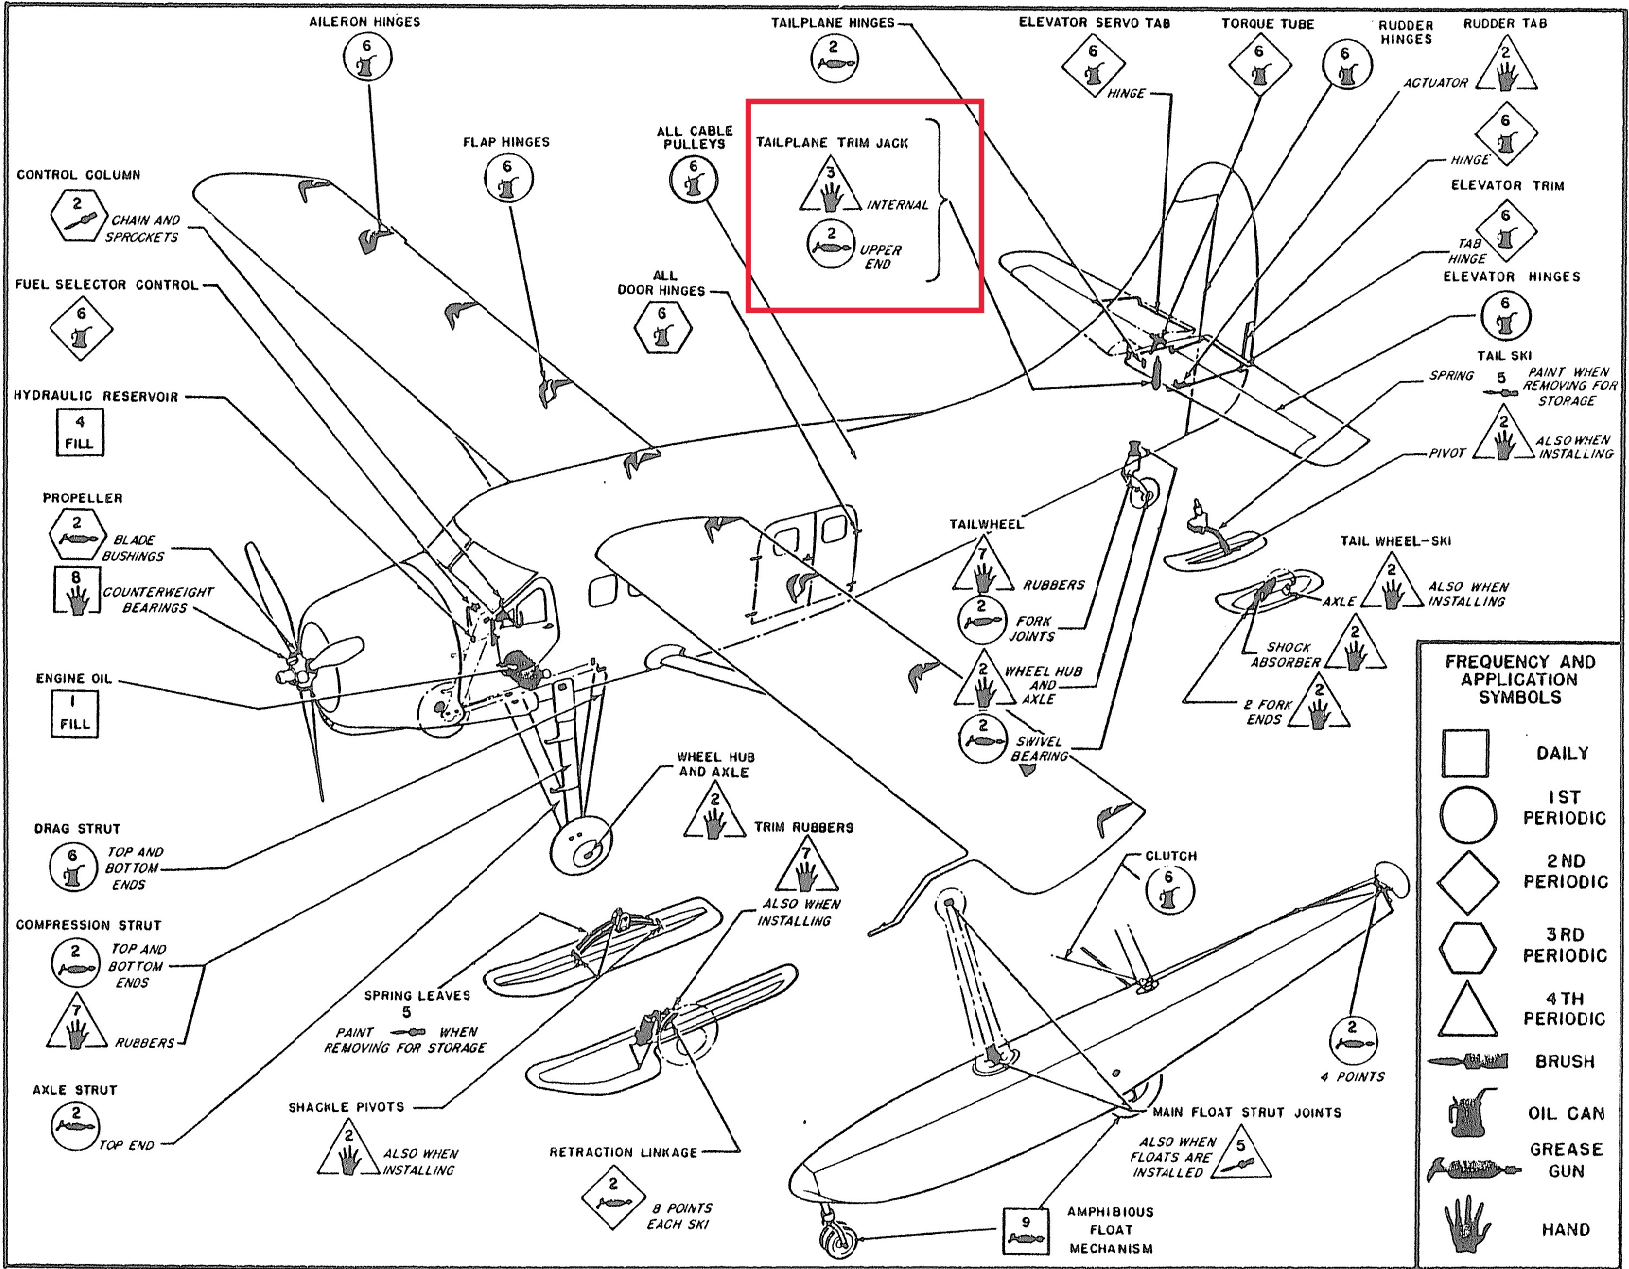 AILERON HINGES
6
TAILPLANE HINGES
2
ELEVATOR SERVO TAB
6
HINGE
TORQUE TUBE
6
RUDDER
HINGES
6
RUDDER TAB
2
ACTUATOR
6
HINGE
FLAP HINGES
6
ALL CABLE
PULLEYS
6
TAILPLANE TRIM JACK
3
INTERNAL
2
UPPER
END
CONTROL COLUMN
2
CHAIN AND
SPROCKETS
ELEVATOR TRIM
6
TAB
HINGE
FUEL SELECTOR CONTROL
6
ALL
DOOR HINGES
6
ELEVATOR HINGES
6
TAIL SKI
SPRING
5
PAINT WHEN
REMOVING FOR
STORAGE
2
PIVOT
ALSO WHEN
INSTALLING
HYDRAULIC RESERVOIR
4
FILL
PROPELLER
2
BLADE
BUSHINGS
8
COUNTERWEIGHT
BEARINGS
TAILWHEEL
7
RUBBERS
2
FORK
JOINTS
2
WHEEL HUB
AND
AXLE
2
SWIVEL
BEARING
TAIL WHEEL-SKI
2
AXLE
ALSO WHEN
INSTALLING
2
SHOCK
ABSORBER
2
2 FORK
ENDS
ENGINE OIL
1
FILL
WHEEL HUB
AND AXLE
2
TRIM RUBBERS
7
ALSO WHEN
INSTALLING
DRAG STRUT
6
TOP AND
BOTTOM
ENDS
COMPRESSION STRUT
2
TOP AND
BOTTOM
ENDS
7
RUBBERS
AXLE STRUT
2
TOP END
SPRING LEAVES
5
PAINT WHEN
REMOVING FOR STORAGE
SHACKLE PIVOTS
2
ALSO WHEN
INSTALLING
RETRACTION LINKAGE
2
8 POINTS
EACH SKI
CLUTCH
6
2
4 POINTS
MAIN FLOAT STRUT JOINTS
ALSO WHEN
FLOATS ARE
INSTALLED
5
9
AMPHIBIOUS
FLOAT
MECHANISM
FREQUENCY AND
APPLICATION
SYMBOLS
DAILY
1ST
PERIODIC
2ND
PERIODIC
3RD
PERIODIC
4TH
PERIODIC
BRUSH
OIL CAN
GREASE
GUN
HAND